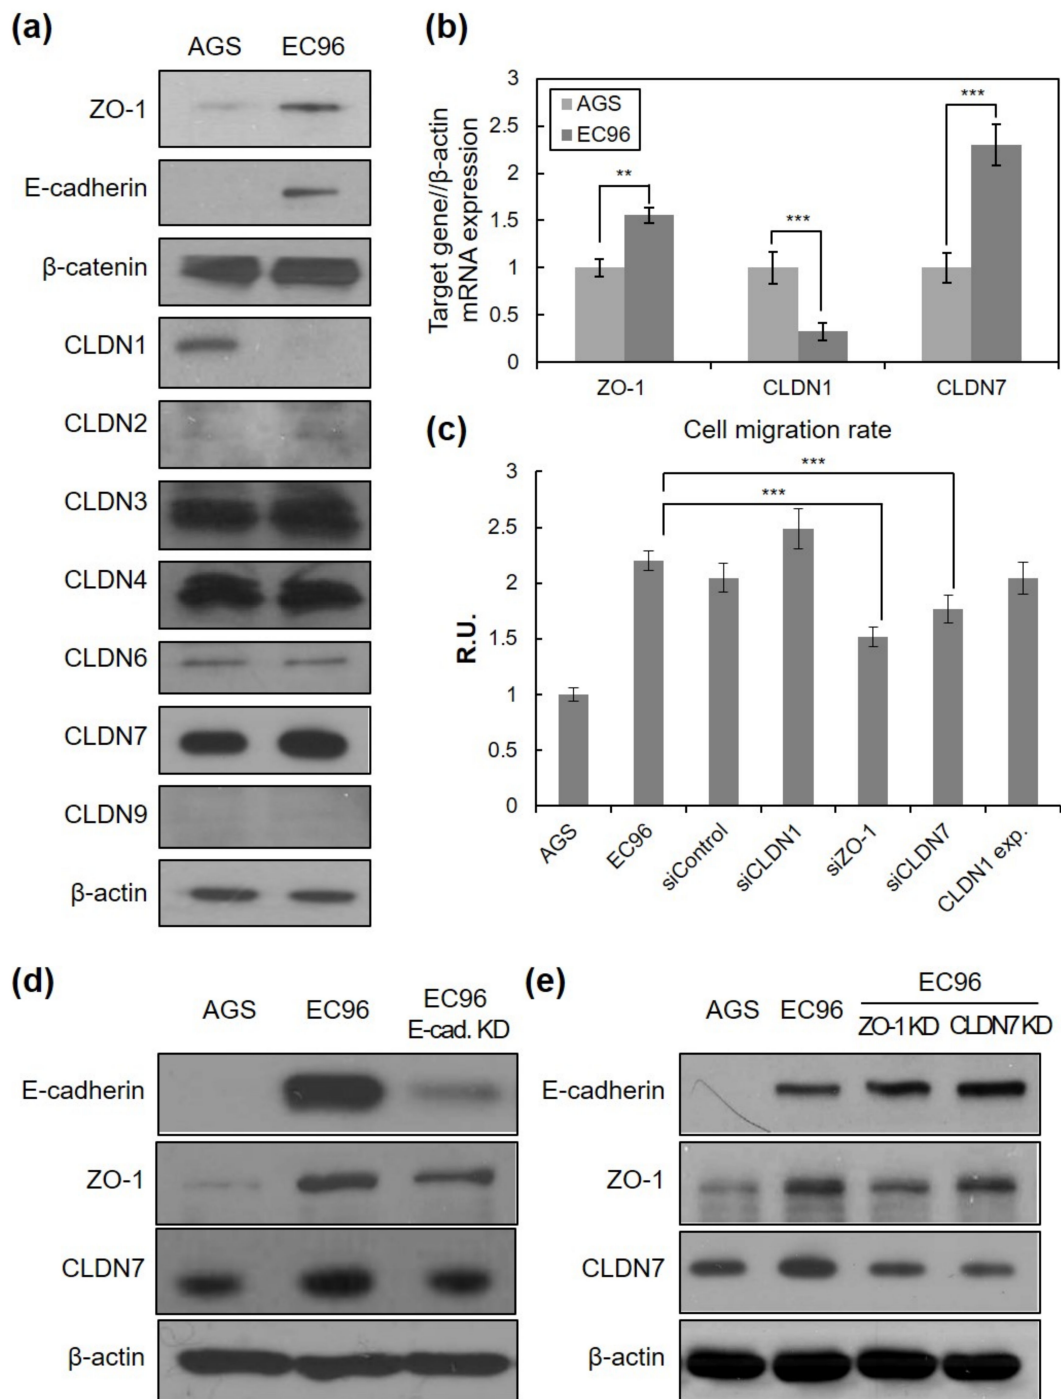 (a)
AGS EC96
ZO-1
E-cadherin
β-catenin
CLDN1
CLDN2
CLDN3
CLDN4
CLDN6
CLDN7
CLDN9
β-actin
(b)
Target gene//β-actin
mRNA expression
3
2.5
2
1.5
1
0.5
0
AGS
EC96
**
***
***
ZO-1 CLDN1 CLDN7
(c)
Cell migration rate
R.U.
3
2.5
2
1.5
1
0.5
0
***
***
AGS
EC96
siControl
siCLDN1
siZO-1
siCLDN7
CLDN1 exp.
(d)
AGS EC96 EC96
E-cad. KD
E-cadherin
ZO-1
CLDN7
β-actin
(e)
EC96
AGS EC96 ZO-1 KD CLDN7 KD
E-cadherin
ZO-1
CLDN7
β-actin